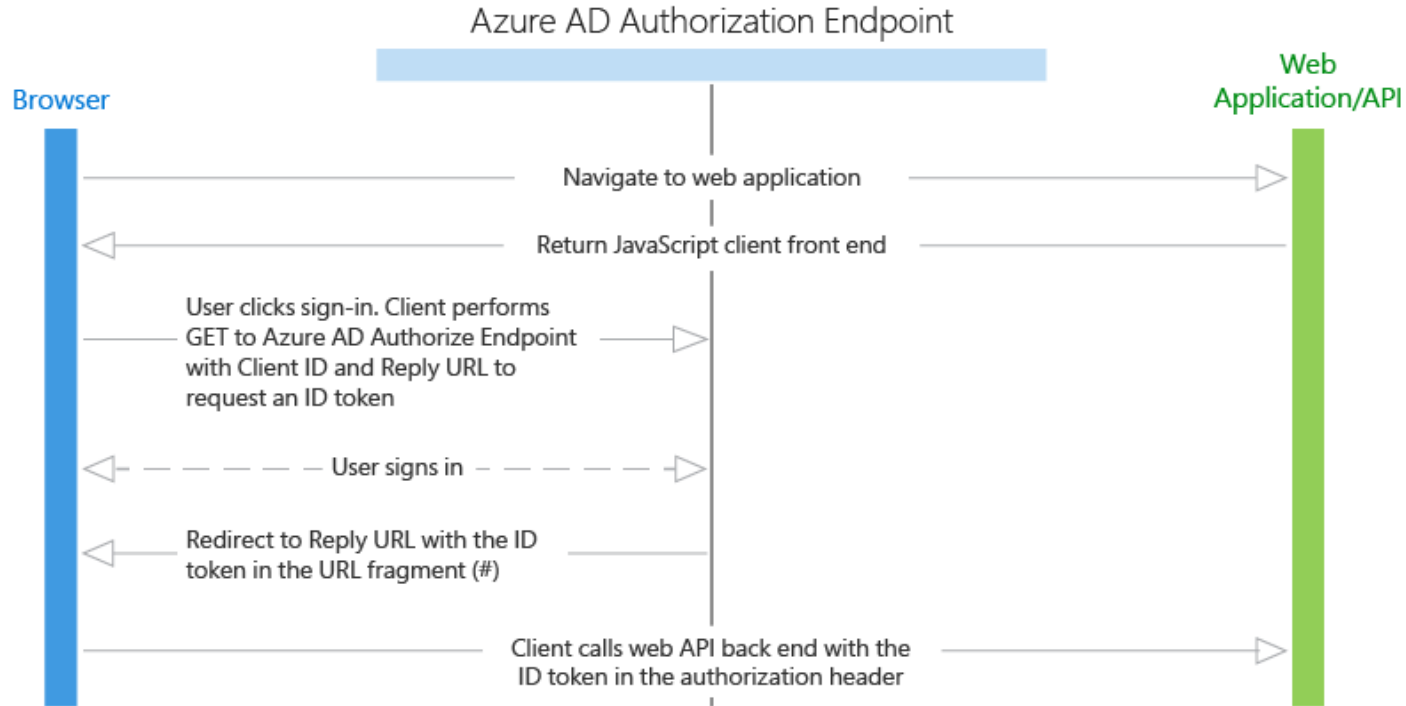 Azure AD Authorization Endpoint
Browser
Web
Application/API
Navigate to web application
Return JavaScript client front end
User clicks sign-in. Client performs
GET to Azure AD Authorize Endpoint
with Client ID and Reply URL to
request an ID token
User signs in
Redirect to Reply URL with the ID
token in the URL fragment (#)
Client calls web API back end with the
ID token in the authorization header